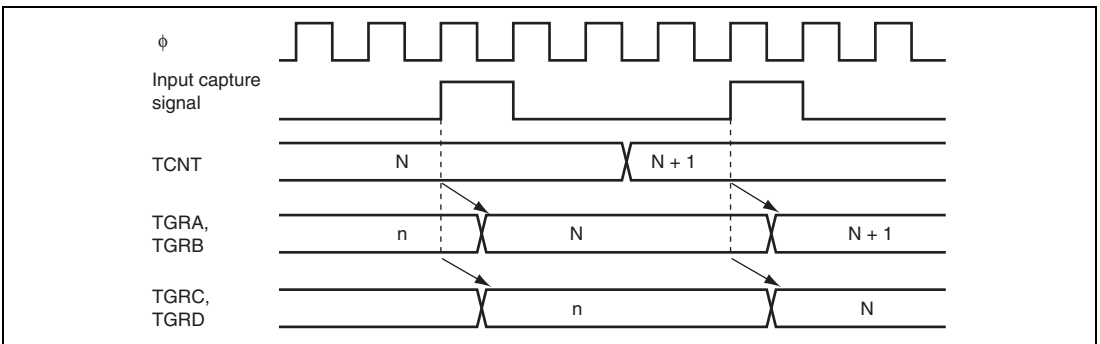 ϕ
Input capture
signal
TCNT
N
N + 1
TGRA,
TGRB
n
N
N + 1
TGRC,
TGRD
n
N